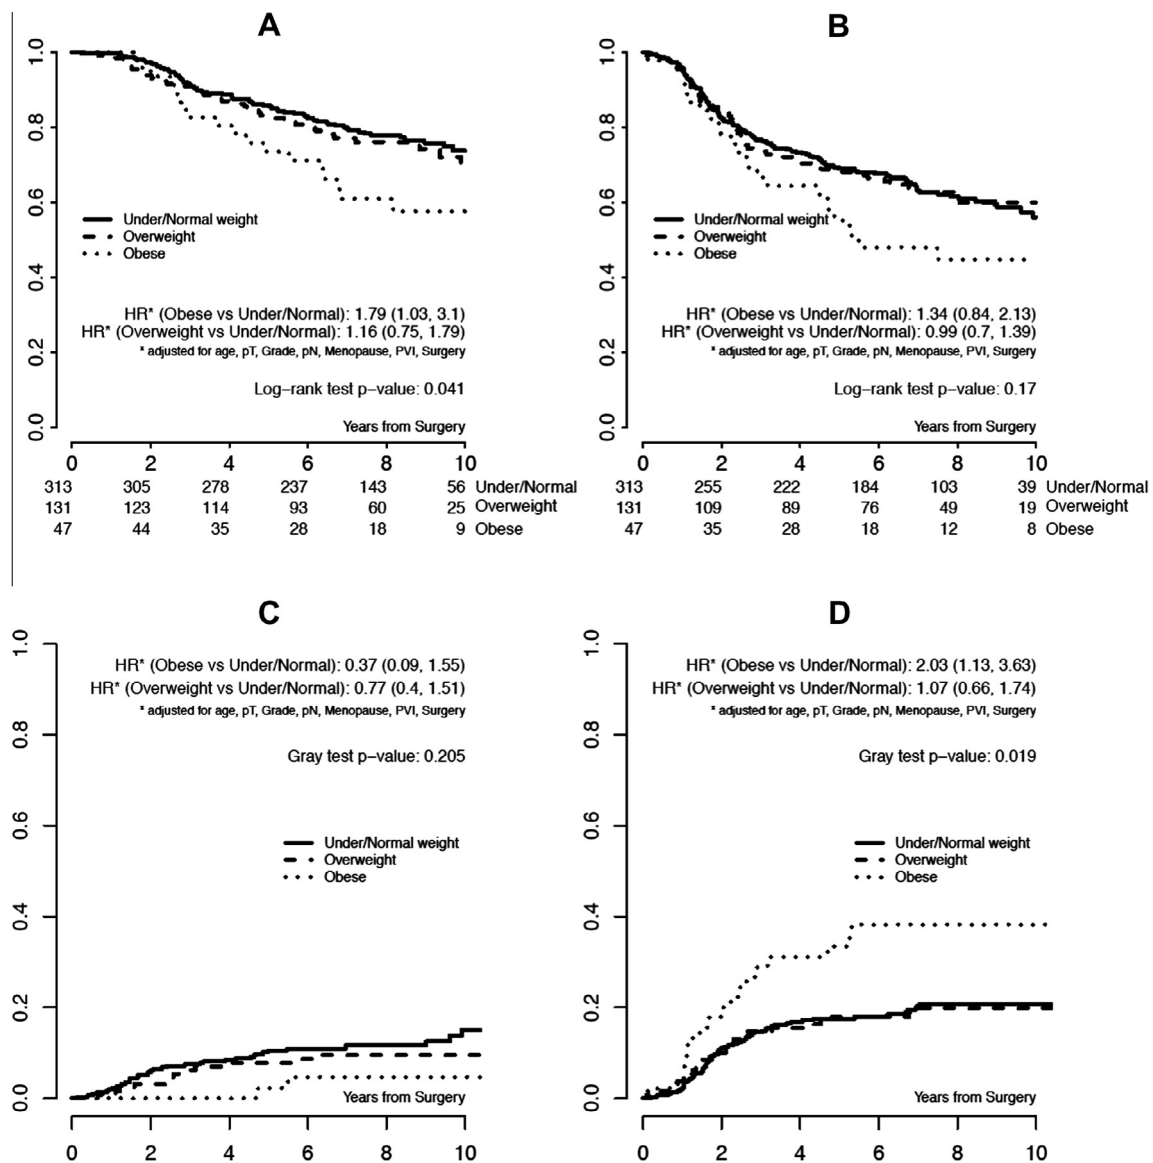 A
1.0
0.8
0.6
0.4
0.2
0.0
Under/Normal weight
Overweight
Obese
HR* (Obese vs Under/Normal): 1.79 (1.03, 3.1)
HR* (Overweight vs Under/Normal): 1.16 (0.75, 1.79)
* adjusted for age, pT, Grade, pN, Menopause, PVI, Surgery
Log−rank test p−value: 0.041
Years from Surgery
0 2 4 6 8 10
313 305 278 237 143 56 Under/Normal
131 123 114 93 60 25 Overweight
47 44 35 28 18 9 Obese
B
1.0
0.8
0.6
0.4
0.2
0.0
Under/Normal weight
Overweight
Obese
HR* (Obese vs Under/Normal): 1.34 (0.84, 2.13)
HR* (Overweight vs Under/Normal): 0.99 (0.7, 1.39)
* adjusted for age, pT, Grade, pN, Menopause, PVI, Surgery
Log−rank test p−value: 0.17
Years from Surgery
0 2 4 6 8 10
313 255 222 184 103 39 Under/Normal
131 109 89 76 49 19 Overweight
47 35 28 18 12 8 Obese
C
1.0
0.8
0.6
0.4
0.2
0.0
HR* (Obese vs Under/Normal): 0.37 (0.09, 1.55)
HR* (Overweight vs Under/Normal): 0.77 (0.4, 1.51)
* adjusted for age, pT, Grade, pN, Menopause, PVI, Surgery
Gray test p−value: 0.205
Under/Normal weight
Overweight
Obese
Years from Surgery
0 2 4 6 8 10
D
1.0
0.8
0.6
0.4
0.2
0.0
HR* (Obese vs Under/Normal): 2.03 (1.13, 3.63)
HR* (Overweight vs Under/Normal): 1.07 (0.66, 1.74)
* adjusted for age, pT, Grade, pN, Menopause, PVI, Surgery
Gray test p−value: 0.019
Under/Normal weight
Overweight
Obese
Years from Surgery
0 2 4 6 8 10